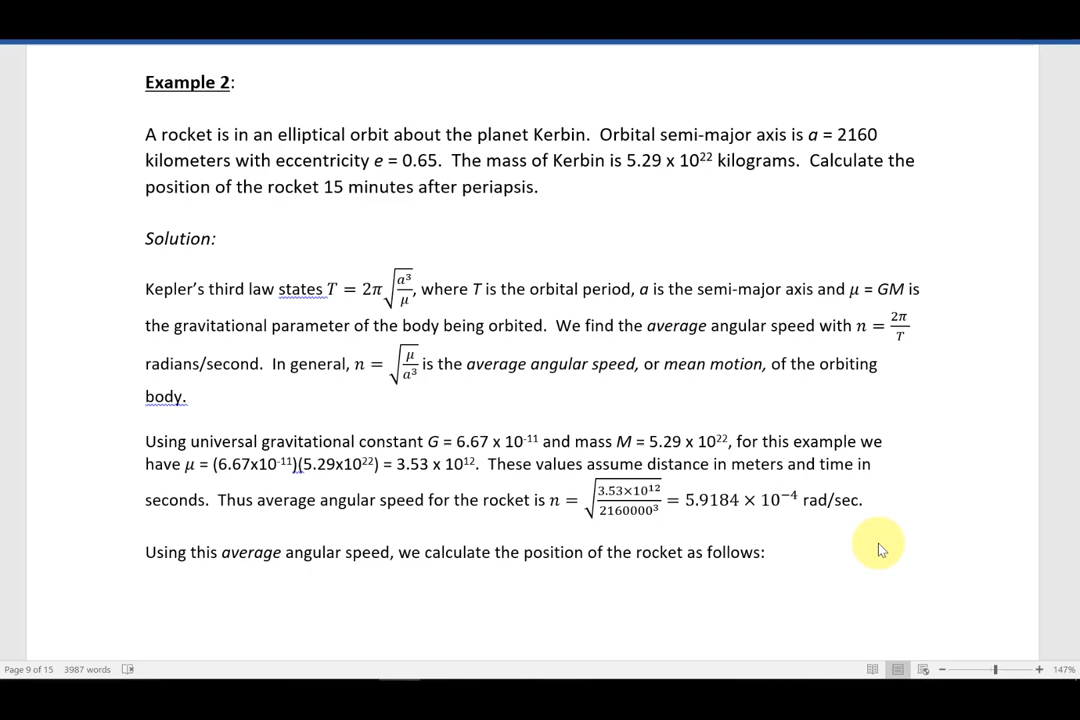 Example 2:
A rocket is in an elliptical orbit about the planet Kerbin.  Orbital semi-major axis is a = 2160
kilometers with eccentricity e = 0.65.  The mass of Kerbin is 5.29 x 10²² kilograms.  Calculate the
position of the rocket 15 minutes after periapsis.
Solution:
Kepler's third law states T = 2π√(a³/μ), where T is the orbital period, a is the semi-major axis and μ = GM is
the gravitational parameter of the body being orbited.  We find the average angular speed with n = 2π/T
radians/second.  In general, n = √(μ/a³) is the average angular speed, or mean motion, of the orbiting
body.
Using universal gravitational constant G = 6.67 x 10⁻¹¹ and mass M = 5.29 x 10²², for this example we
have μ = (6.67x10⁻¹¹)(5.29x10²²) = 3.53 x 10¹².  These values assume distance in meters and time in
seconds.  Thus average angular speed for the rocket is n = √(3.53×10¹²/2160000³) = 5.9184 × 10⁻⁴ rad/sec.
Using this average angular speed, we calculate the position of the rocket as follows:
Page 9 of 15 3987 words 147%